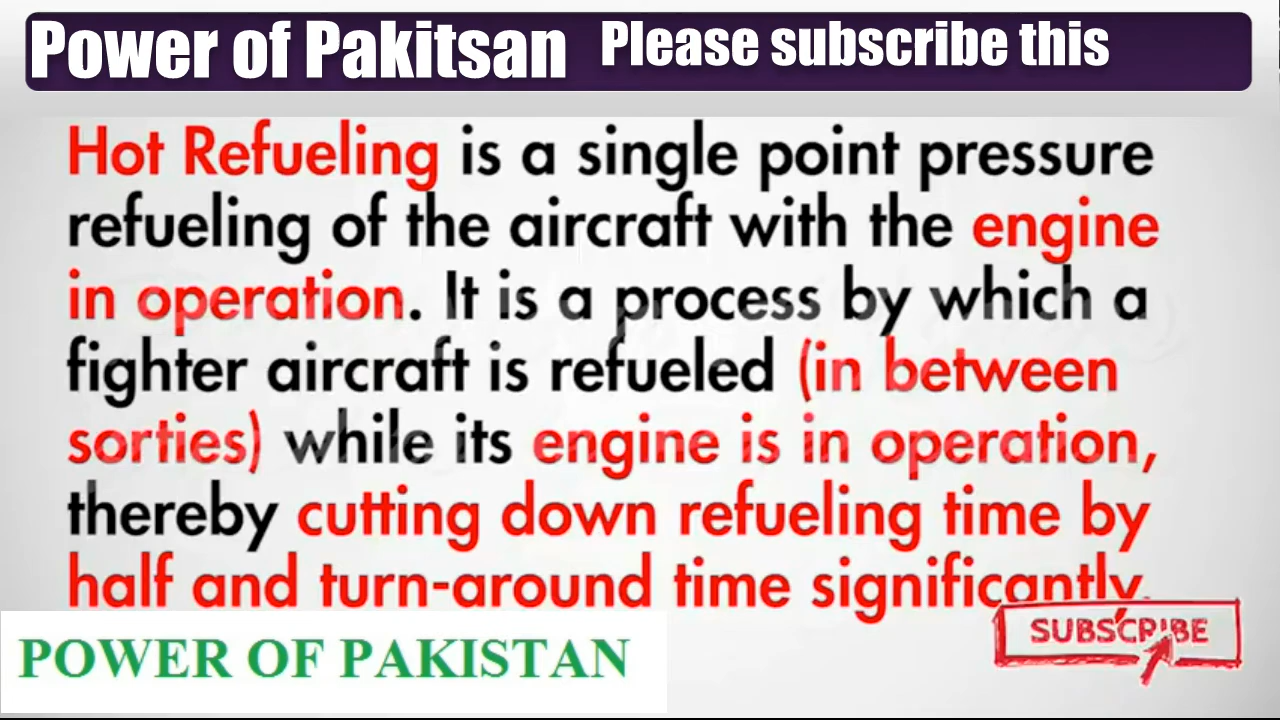 Power of Pakitsan Please subscribe this
Hot Refueling is a single point pressure
refueling of the aircraft with the engine
in operation. It is a process by which a
fighter aircraft is refueled (in between
sorties) while its engine is in operation,
thereby cutting down refueling time by
half and turn-around time significantly.
SUBSCRIBE
POWER OF PAKISTAN